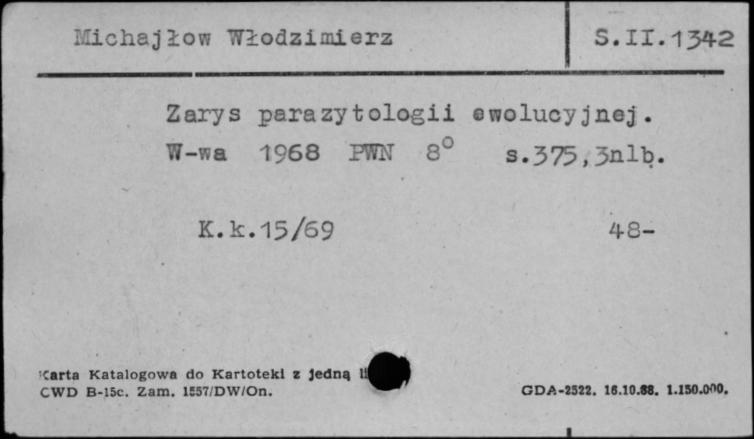 Michajłow Włodzimierz S.II.1342
Zarys parazytologii ewolucyjnej.
W-wa 1968 PWN 8° s.375,3nlb.
K.k.15/69 48-
Karta Katalogowa do Kartoteki z jedną
CWD B-15c. Zam. 1557/DW/On. GDA-2522. 16.10.68. 1.150.000.